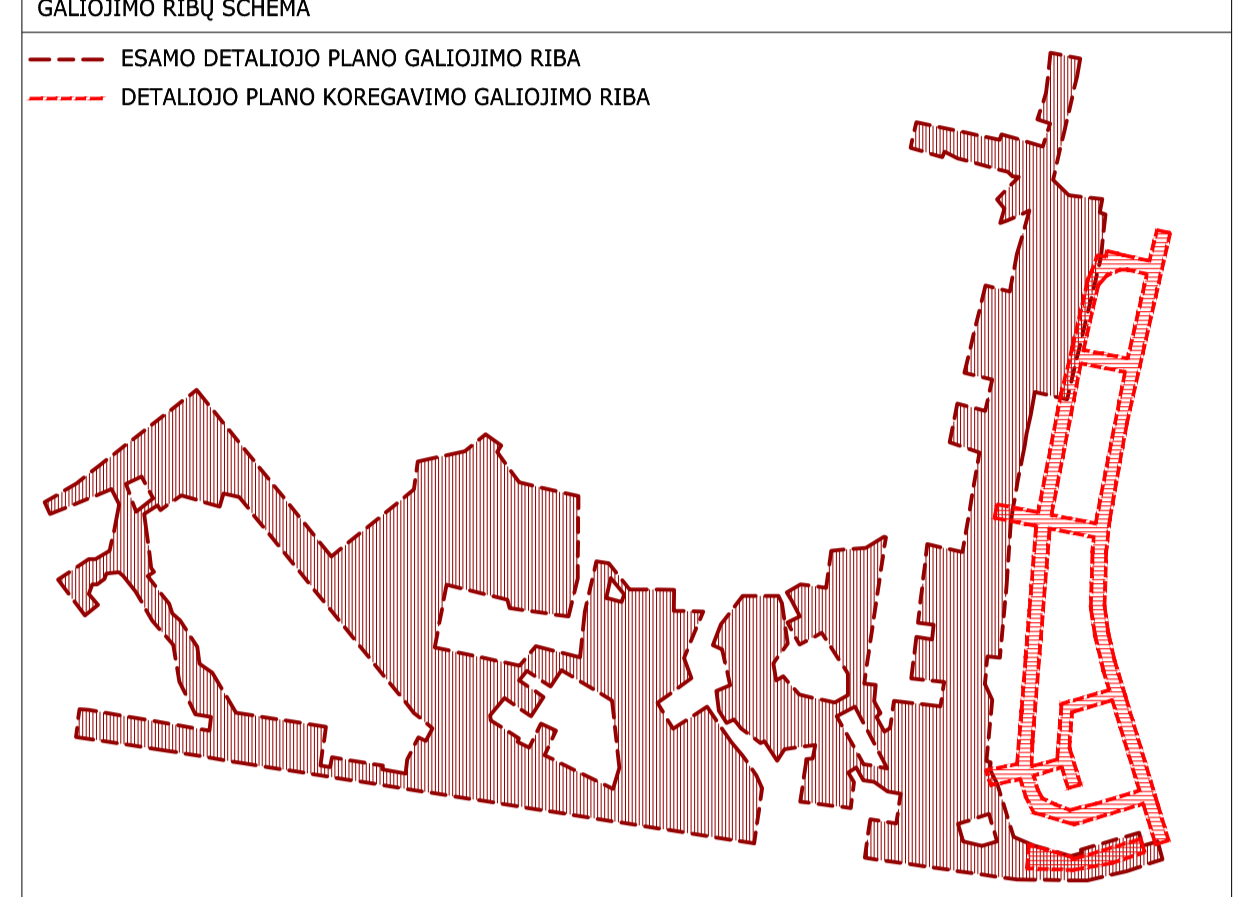 GALIOJIMO RIBŲ SCHEMA
ESAMO DETALIOJO PLANO GALIOJIMO RIBA
DETALIOJO PLANO KOREGAVIMO GALIOJIMO RIBA